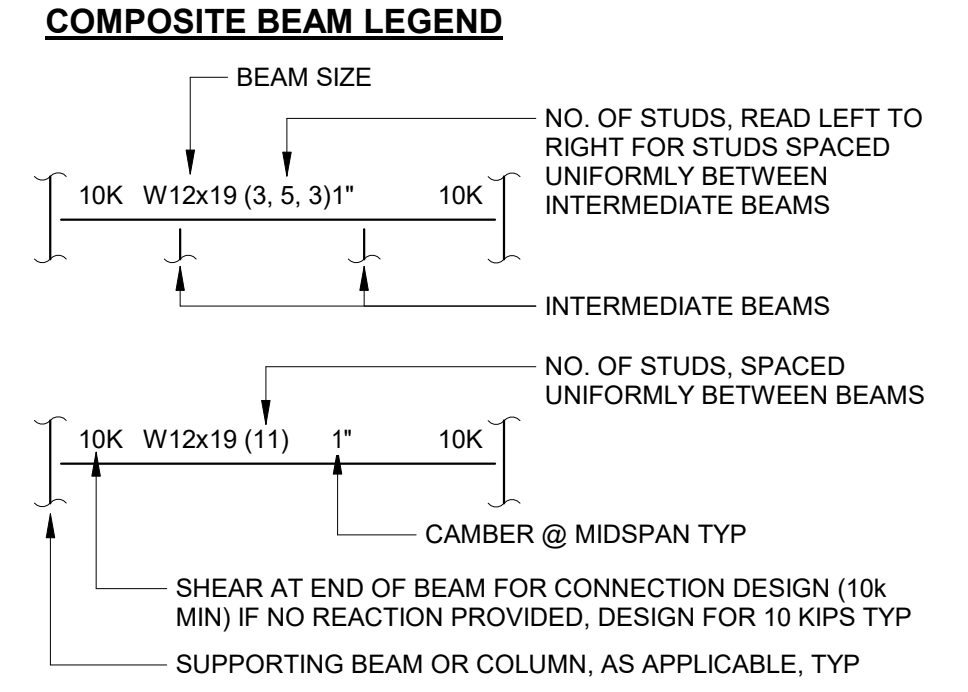 COMPOSITE BEAM LEGEND
BEAM SIZE
NO. OF STUDS, READ LEFT TO
RIGHT FOR STUDS SPACED
UNIFORMLY BETWEEN
INTERMEDIATE BEAMS
10K W12x19 (3, 5, 3)1" 10K
INTERMEDIATE BEAMS
NO. OF STUDS, SPACED
UNIFORMLY BETWEEN BEAMS
10K W12x19 (11) 1" 10K
CAMBER @ MIDSPAN TYP
SHEAR AT END OF BEAM FOR CONNECTION DESIGN (10k
MIN) IF NO REACTION PROVIDED, DESIGN FOR 10 KIPS TYP
SUPPORTING BEAM OR COLUMN, AS APPLICABLE, TYP